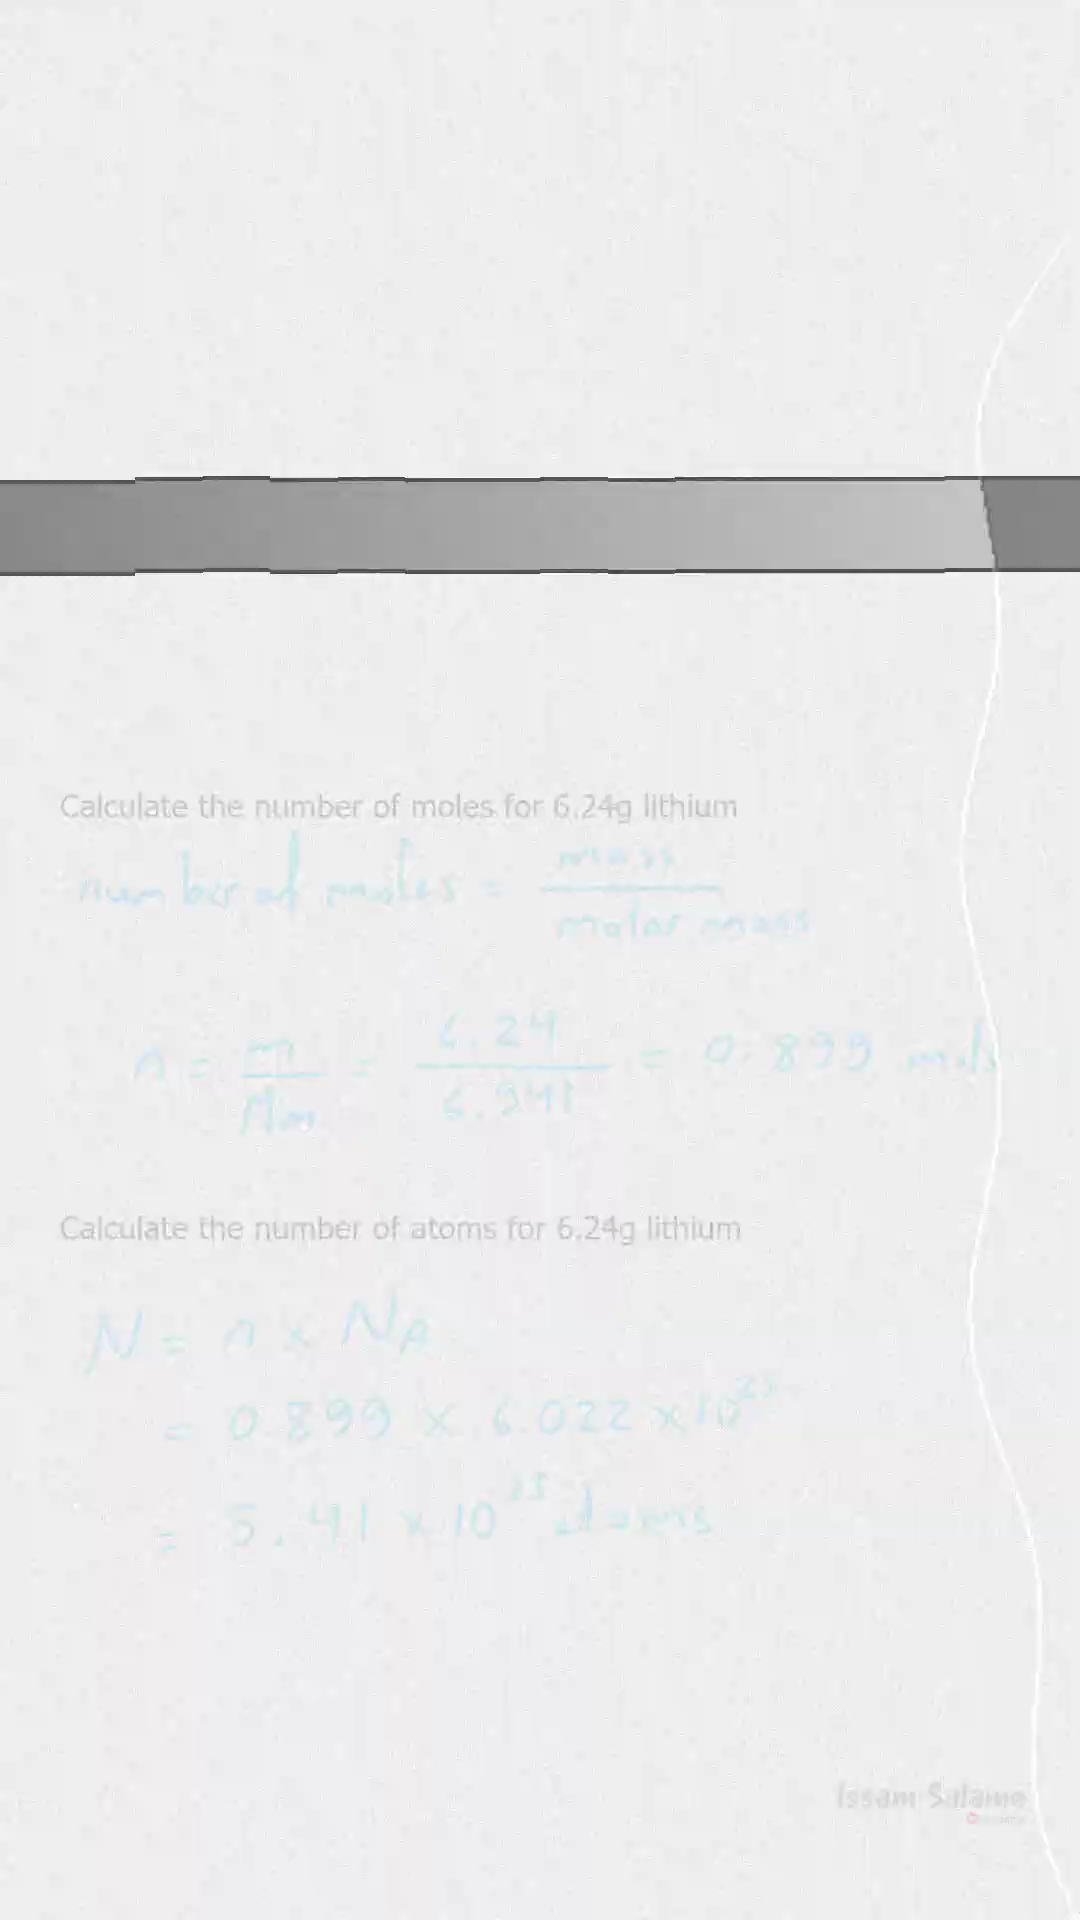 Calculate the number of moles for 6.24g lithium
number of moles = mass / molar mass
n = m / Mm = 6.24 / 6.941 = 0.899 mols
Calculate the number of atoms for 6.24g lithium
N = n × NA
= 0.899 × 6.022 × 10^23
= 5.41 × 10^23 atoms
Issam Salame